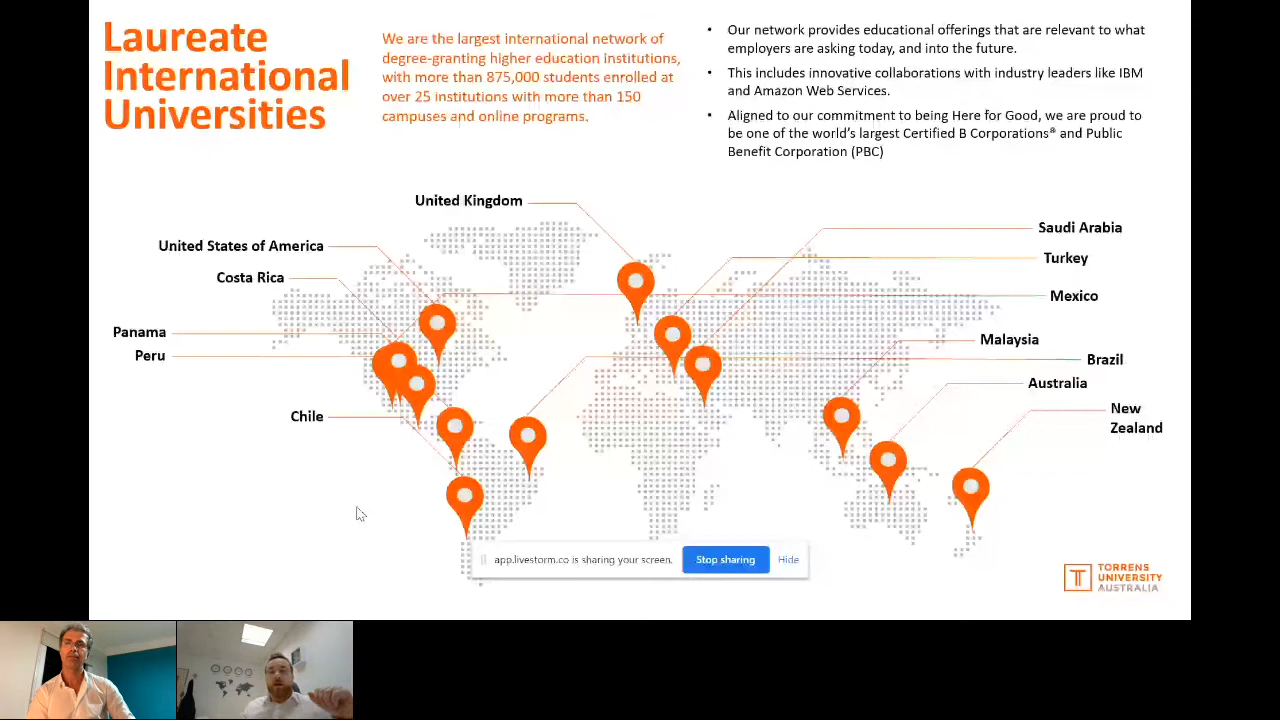 Laureate
International
Universities
We are the largest international network of
degree-granting higher education institutions,
with more than 875,000 students enrolled at
over 25 institutions with more than 150
campuses and online programs.
• Our network provides educational offerings that are relevant to what
employers are asking today, and into the future.
• This includes innovative collaborations with industry leaders like IBM
and Amazon Web Services.
• Aligned to our commitment to being Here for Good, we are proud to
be one of the world's largest Certified B Corporations® and Public
Benefit Corporation (PBC)
United Kingdom
Saudi Arabia
United States of America
Turkey
Costa Rica
Mexico
Panama
Malaysia
Peru
Brazil
Australia
Chile
New
Zealand
app.livestorm.co is sharing your screen.
Stop sharing
Hide
TORRENS
UNIVERSITY
AUSTRALIA